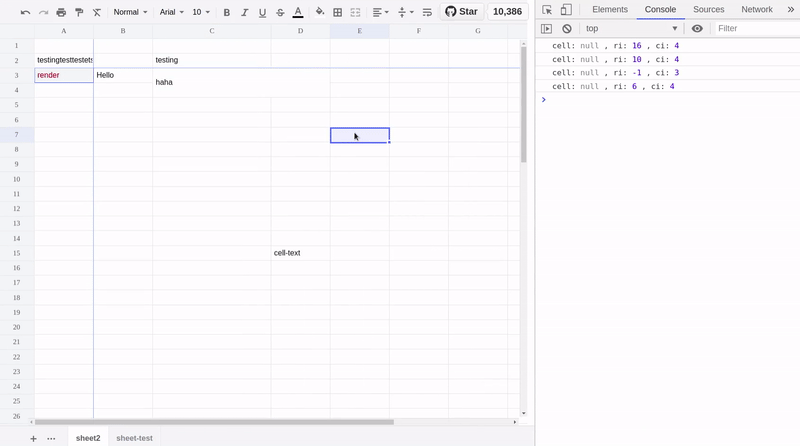 Normal Arial 10 B I U A Star 10,386
A B C D E F G
1
2 testingtesttestets testing
3 render Hello
haha
4
5
6
7
8
9
10
11
12
13
14
15 cell-text
16
17
18
19
20
21
22
23
24
25
26
+ ... sheet2 sheet-test
Elements Console Sources Network »
top Filter
cell: null , ri: 16 , ci: 4
cell: null , ri: 10 , ci: 4
cell: null , ri: -1 , ci: 3
cell: null , ri: 6 , ci: 4
>